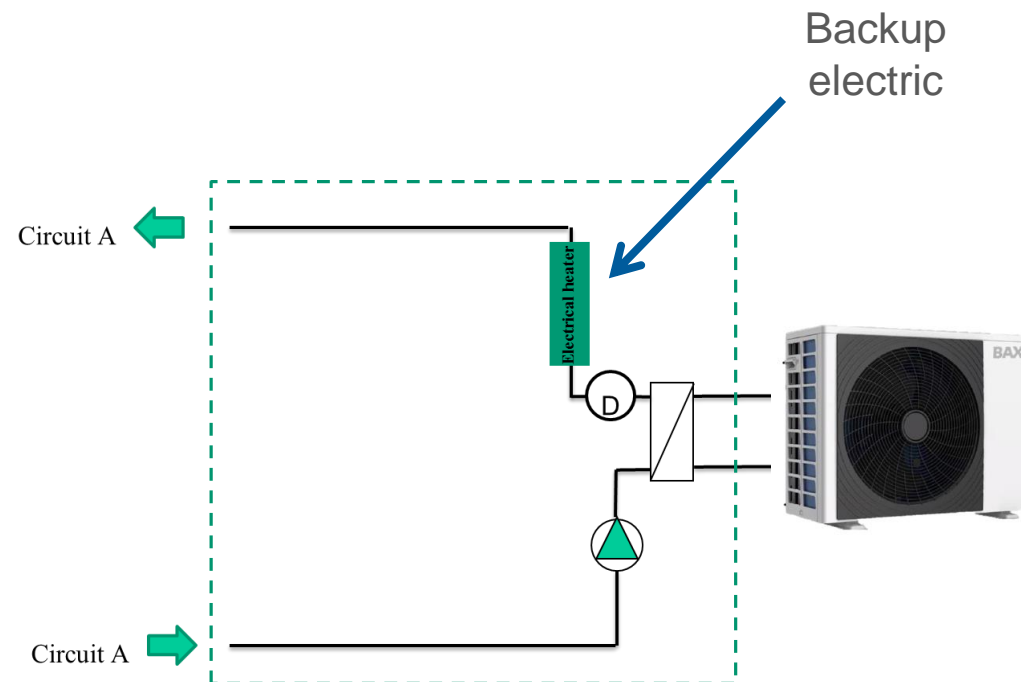 Backup
electric
Circuit A
Electrical heater
D
BAX
Circuit A